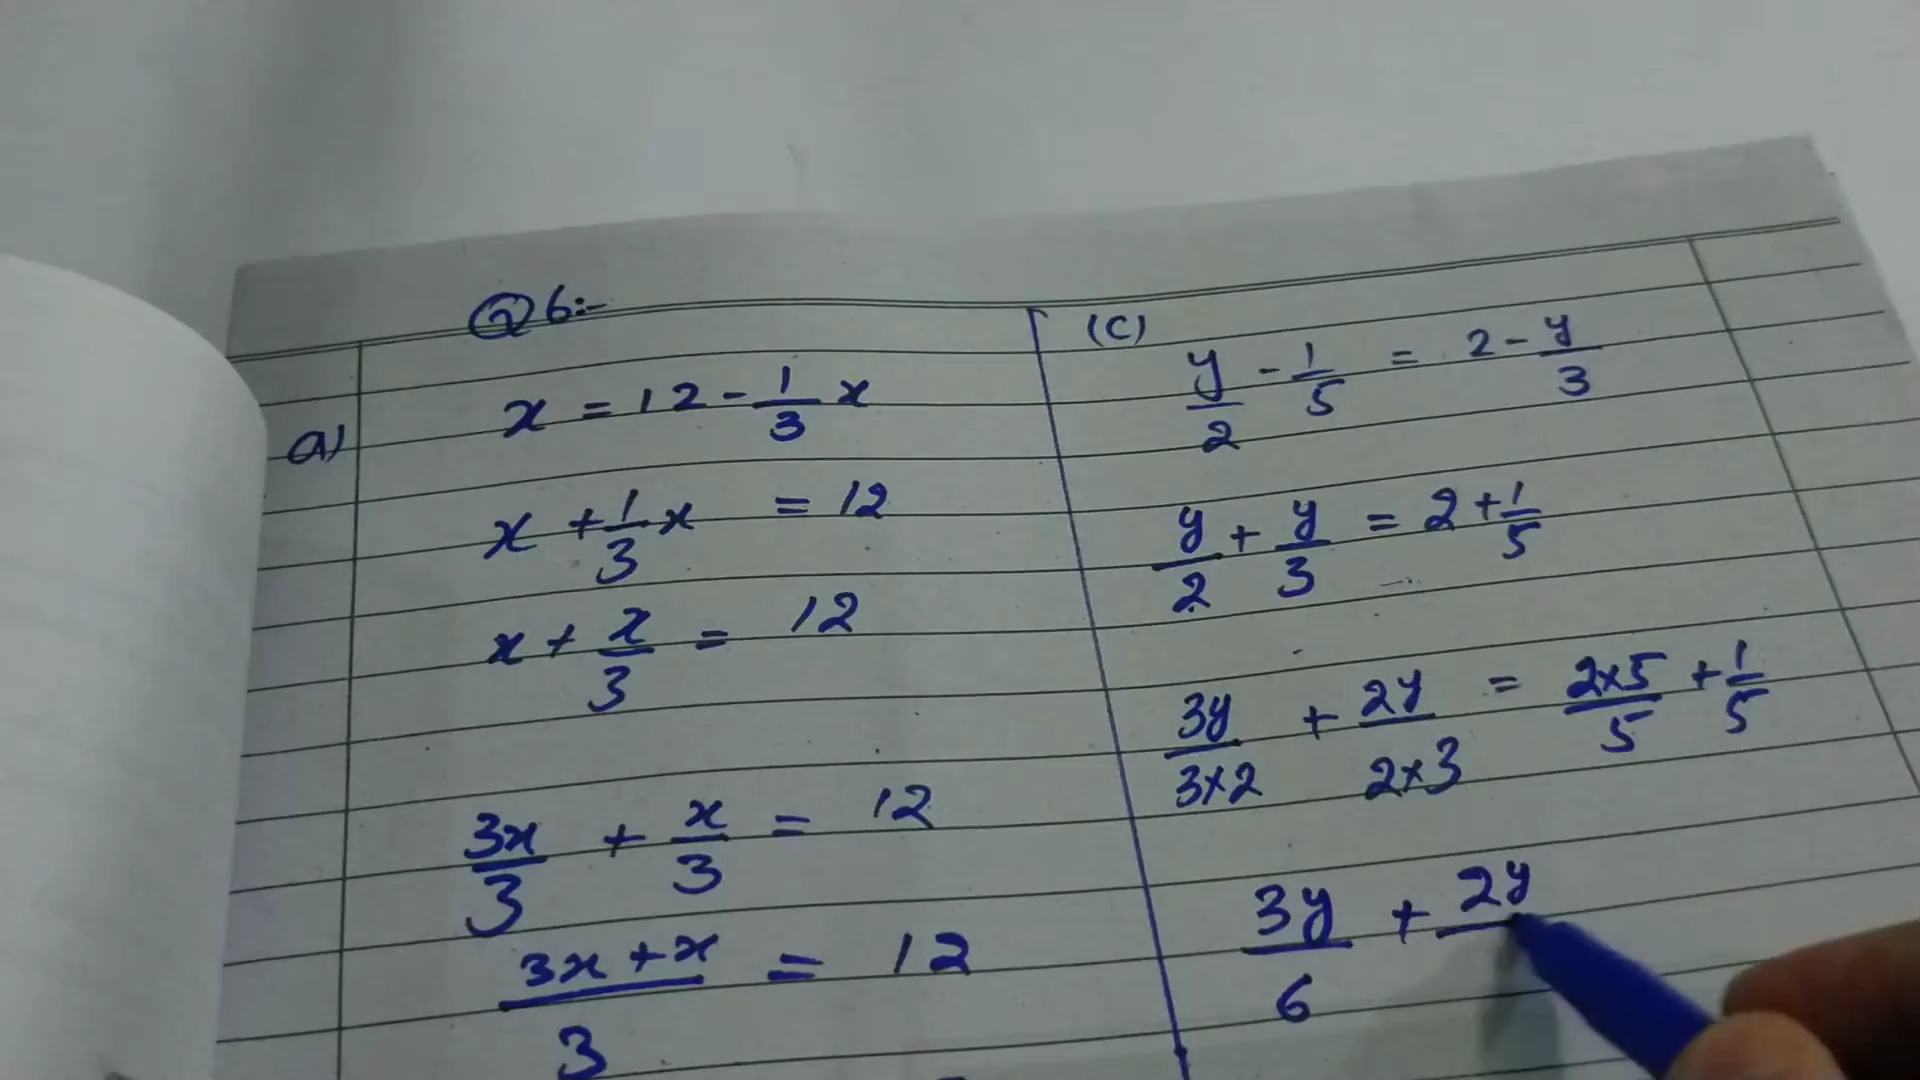 Q6:-
a)
x = 12 - 1/3 x
x + 1/3 x = 12
x + x/3 = 12
3x/3 + x/3 = 12
3x + x/3 = 12
(C)
y/2 - 1/5 = 2 - y/3
y/2 + y/3 = 2 + 1/5
3y/3×2 + 2y/2×3 = 2×5/5 + 1/5
3y/6 + 2y